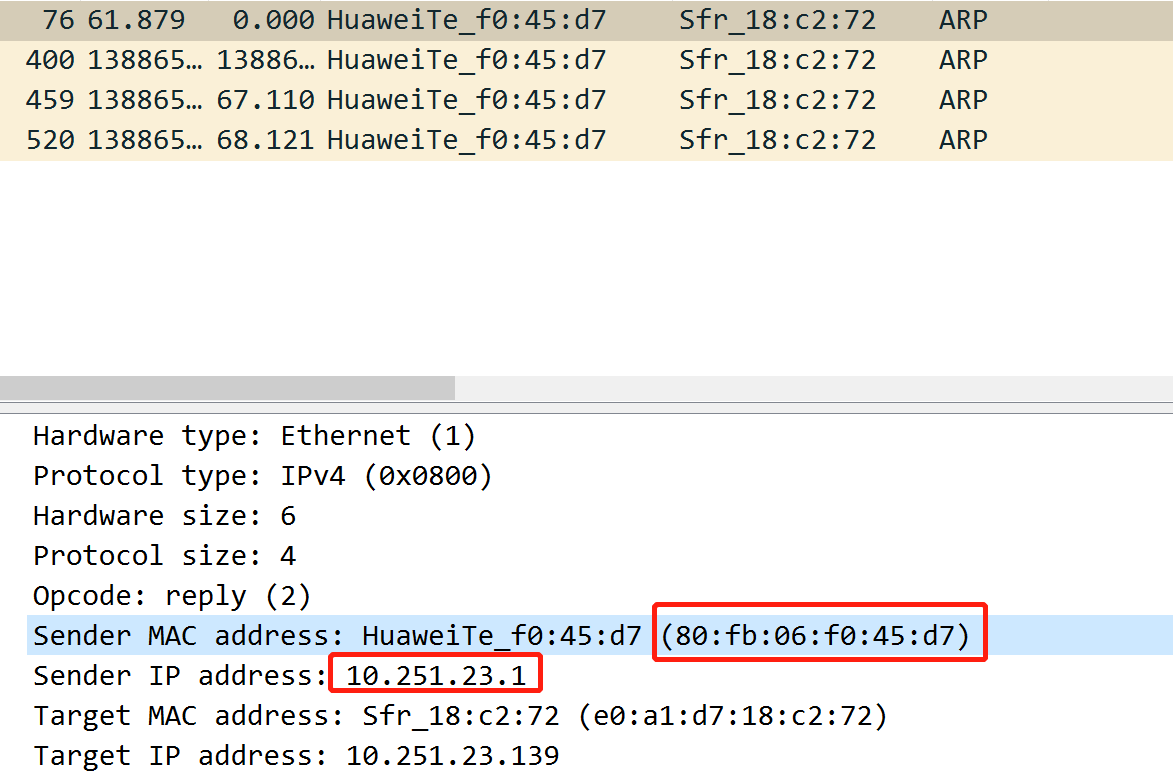 76 61.879 0.000 HuaweiTe_f0:45:d7 Sfr_18:c2:72 ARP
400 138865… 13886… HuaweiTe_f0:45:d7 Sfr_18:c2:72 ARP
459 138865… 67.110 HuaweiTe_f0:45:d7 Sfr_18:c2:72 ARP
520 138865… 68.121 HuaweiTe_f0:45:d7 Sfr_18:c2:72 ARP
Hardware type: Ethernet (1)
Protocol type: IPv4 (0x0800)
Hardware size: 6
Protocol size: 4
Opcode: reply (2)
Sender MAC address: HuaweiTe_f0:45:d7 (80:fb:06:f0:45:d7)
Sender IP address: 10.251.23.1
Target MAC address: Sfr_18:c2:72 (e0:a1:d7:18:c2:72)
Target IP address: 10.251.23.139